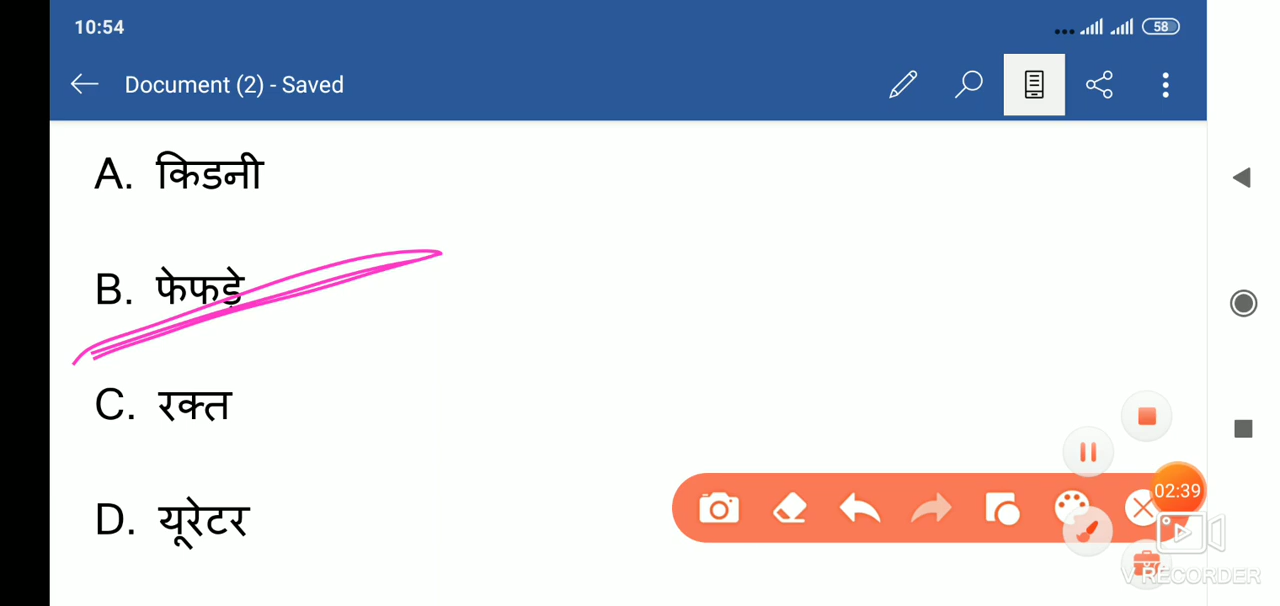 10:54
58
Document (2) - Saved
A. किडनी
B. फेफड़े
C. रक्त
D. यूरेटर
02:39
V RECORDER